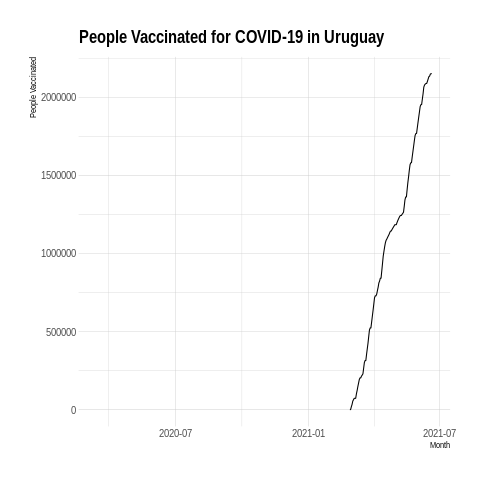 People Vaccinated for COVID-19 in Uruguay
People Vaccinated
2000000
1500000
1000000
500000
0
2020-07 2021-01 2021-07
Month